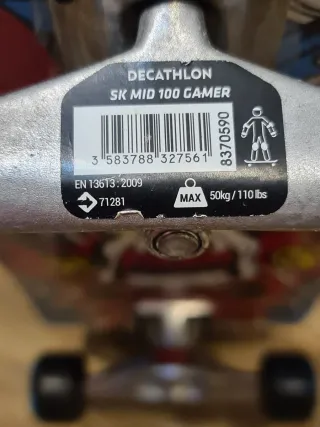 DECATHLON
SK MID 100 GAMER
3 583788 327561
8370590
EN 13613 : 2009
71281
MAX 50kg / 110 lbs